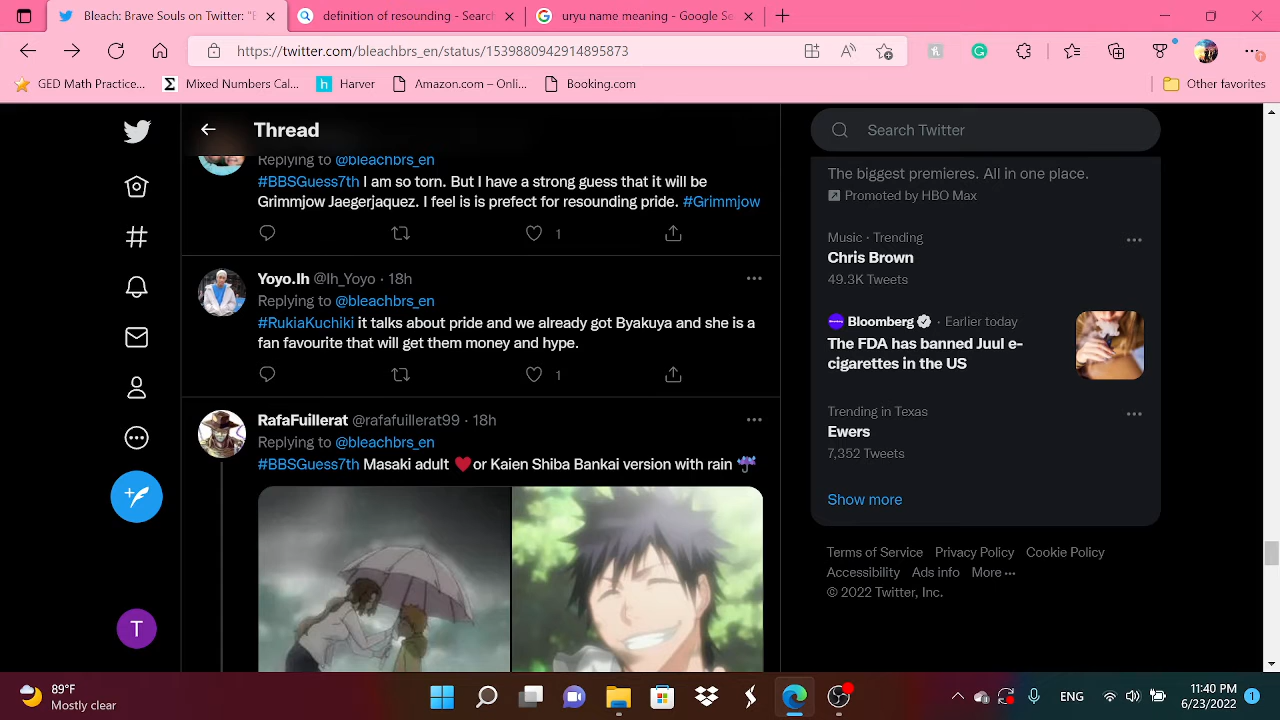 Bleach: Brave Souls on Twitter: "E
definition of resounding - Search
uryu name meaning - Google Se
https://twitter.com/bleachbrs_en/status/1539880942914895873
GED Math Practice...
Mixed Numbers Cal...
Harver
Amazon.com – Onli...
Booking.com
Other favorites
Thread
Search Twitter
Replying to @bleachbrs_en
#BBSGuess7th I am so torn. But I have a strong guess that it will be
Grimmjow Jaegerjaquez. I feel is is prefect for resounding pride. #Grimmjow
1
Yoyo.Ih @Ih_Yoyo · 18h
Replying to @bleachbrs_en
#RukiaKuchiki it talks about pride and we already got Byakuya and she is a
fan favourite that will get them money and hype.
1
RafaFuillerat @rafafuillerat99 · 18h
Replying to @bleachbrs_en
#BBSGuess7th Masaki adult ❤️or Kaien Shiba Bankai version with rain ☔
The biggest premieres. All in one place.
Promoted by HBO Max
Music · Trending
Chris Brown
49.3K Tweets
Bloomberg · Earlier today
The FDA has banned Juul e-
cigarettes in the US
Trending in Texas
Ewers
7,352 Tweets
Show more
Terms of Service Privacy Policy Cookie Policy
Accessibility Ads info More ···
© 2022 Twitter, Inc.
T
89°F
Mostly clear
ENG
11:40 PM
6/23/2022
1